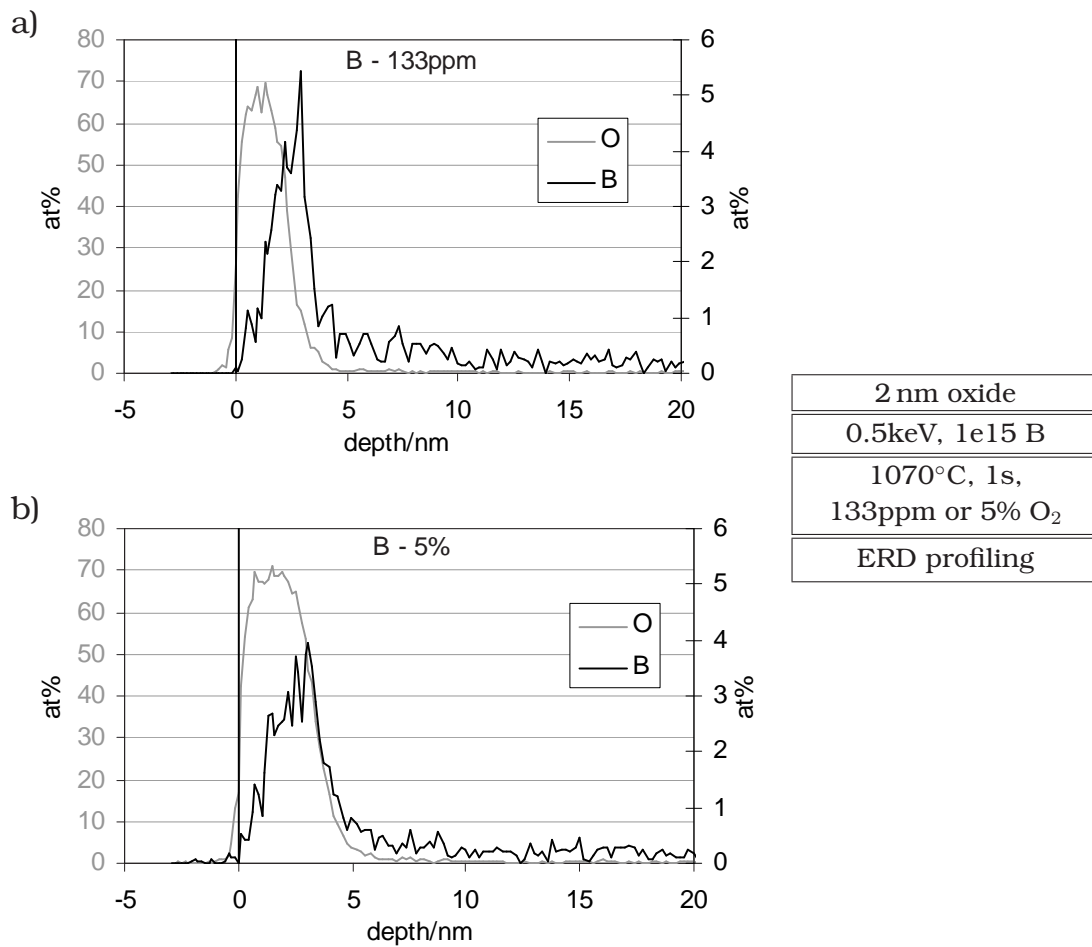 a)
B - 133ppm
80
70
60
50
40
30
20
10
0
at%
6
5
4
3
2
1
0
at%
O
B
-5 0 5 10 15 20
depth/nm
2 nm oxide
0.5keV, 1e15 B
1070°C, 1s,
133ppm or 5% O₂
ERD profiling
b)
B - 5%
80
70
60
50
40
30
20
10
0
at%
6
5
4
3
2
1
0
at%
O
B
-5 0 5 10 15 20
depth/nm